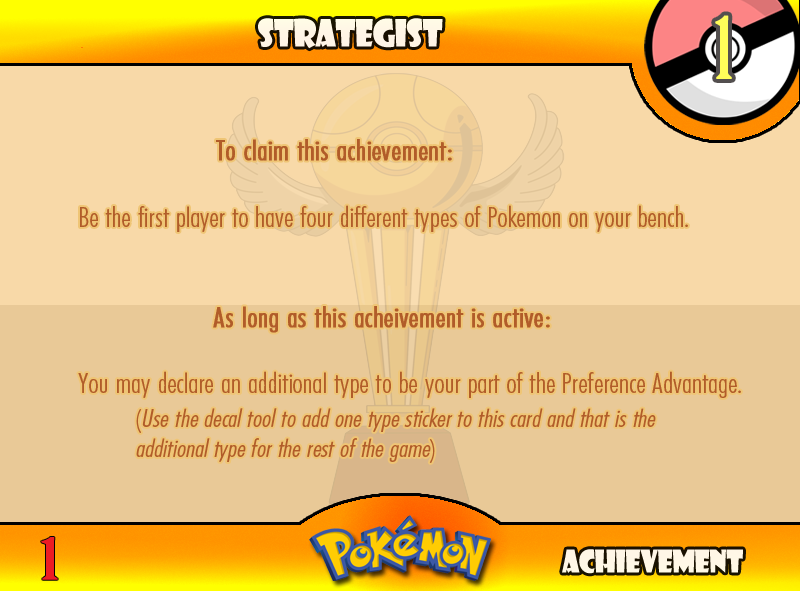 STRATEGIST
1
To claim this achievement:
Be the first player to have four different types of Pokemon on your bench.
As long as this acheivement is active:
You may declare an additional type to be your part of the Preference Advantage.
(Use the decal tool to add one type sticker to this card and that is the
additional type for the rest of the game)
1
POKéMON
ACHIEVEMENT